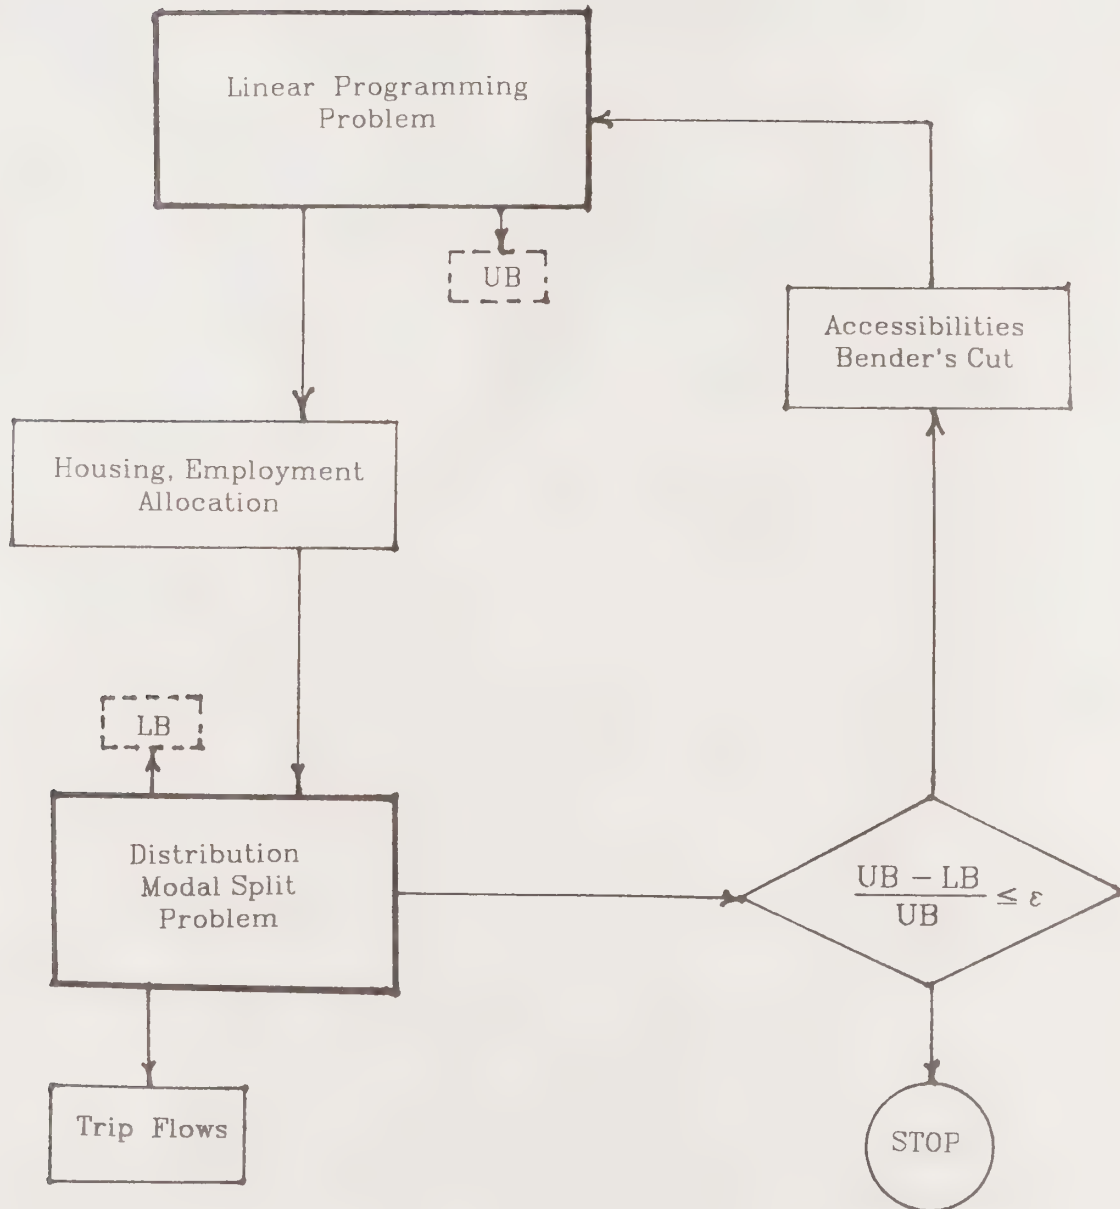 Linear Programming
Problem
UB
Accessibilities
Bender's Cut
Housing, Employment
Allocation
LB
Distribution
Modal Split
Problem
UB – LB
UB
≤ ε
Trip Flows
STOP